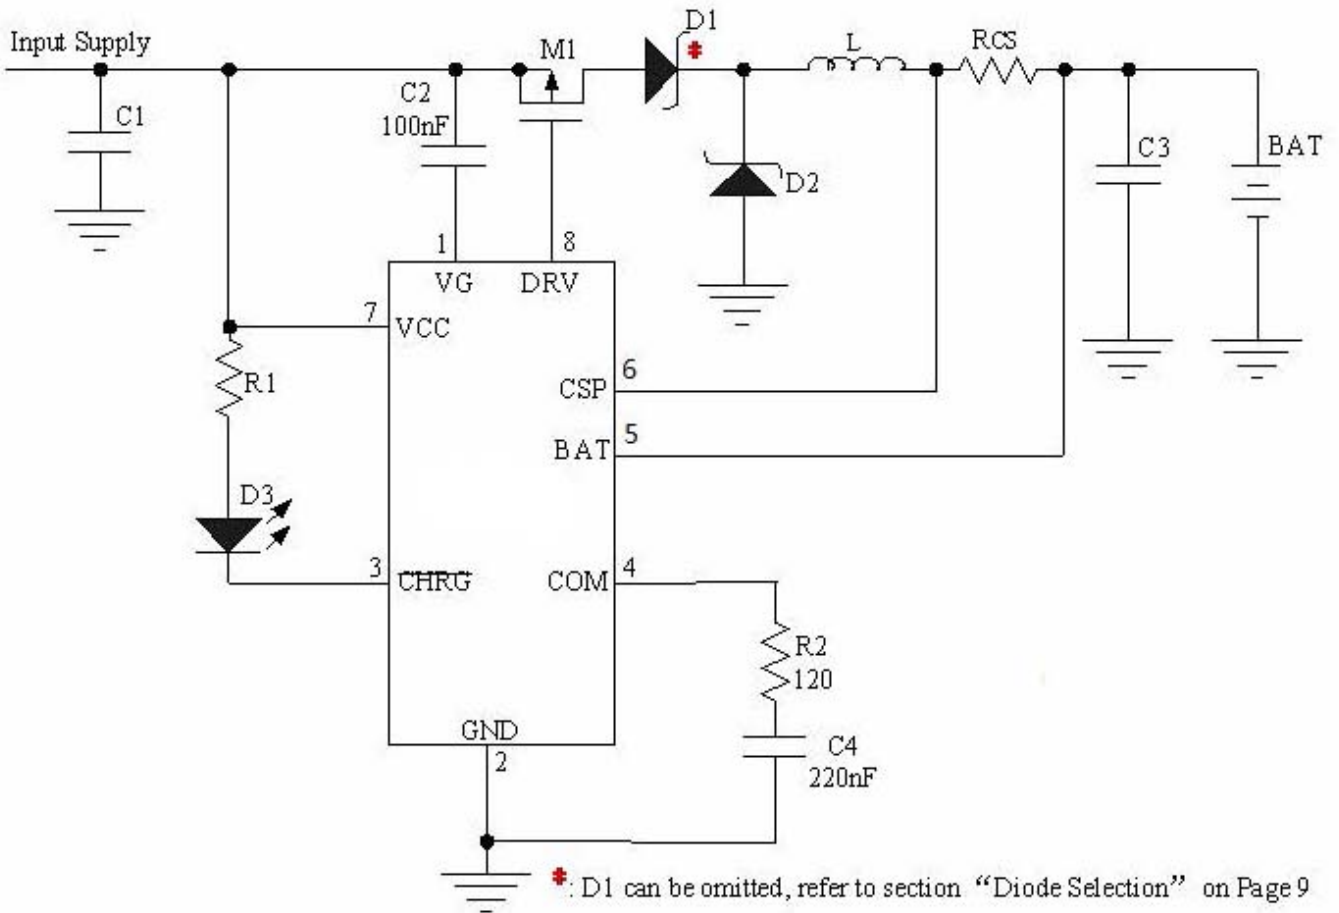 Input Supply
C1
C2
100nF
M1
D1
*
L
RCS
D2
C3
BAT
1
8
VG
DRV
7
VCC
R1
CSP
6
BAT
5
D3
3
CHRG
COM
4
R2
120
GND
2
C4
220nF
*: D1 can be omitted, refer to section “Diode Selection” on Page 9